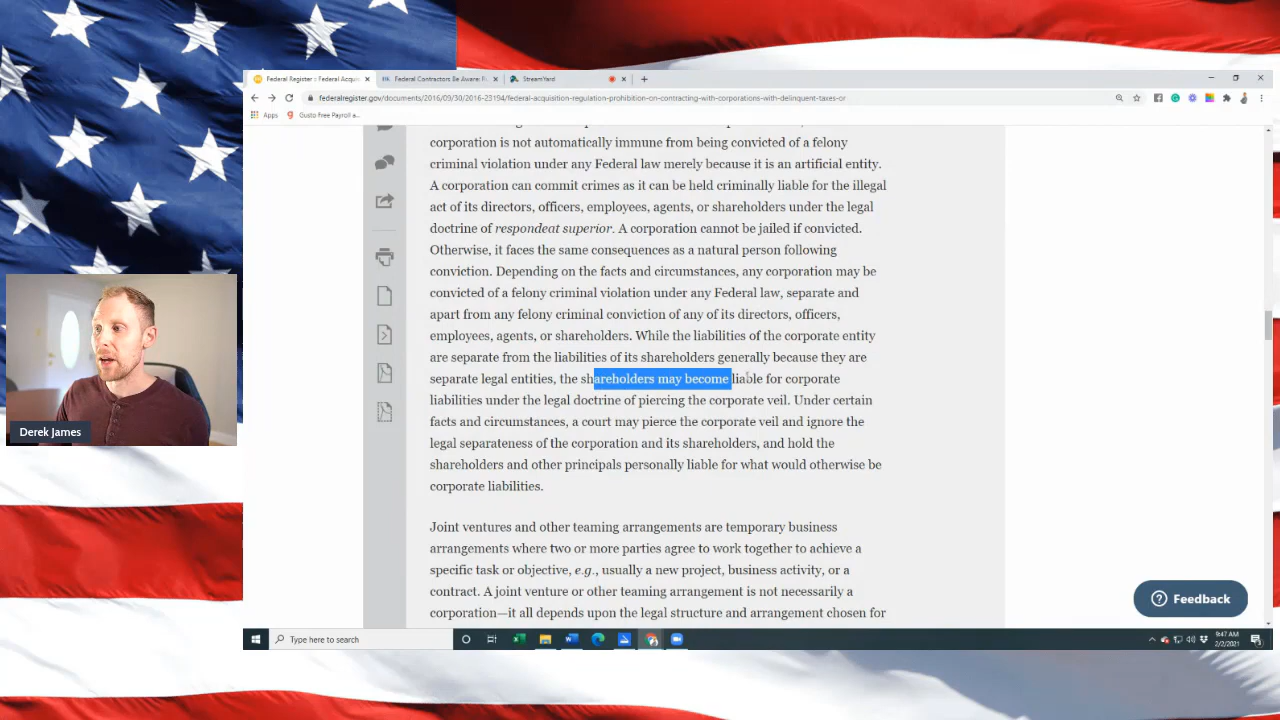 Federal Register :: Federal Acquis
Federal Contractors Be Aware: R
StreamYard
federalregister.gov/documents/2016/09/30/2016-23194/federal-acquisition-regulation-prohibition-on-contracting-with-corporations-with-delinquent-taxes-or
Apps
Gusto Free Payroll a...
corporation is not automatically immune from being convicted of a felony
criminal violation under any Federal law merely because it is an artificial entity.
A corporation can commit crimes as it can be held criminally liable for the illegal
act of its directors, officers, employees, agents, or shareholders under the legal
doctrine of respondeat superior. A corporation cannot be jailed if convicted.
Otherwise, it faces the same consequences as a natural person following
conviction. Depending on the facts and circumstances, any corporation may be
convicted of a felony criminal violation under any Federal law, separate and
apart from any felony criminal conviction of any of its directors, officers,
employees, agents, or shareholders. While the liabilities of the corporate entity
are separate from the liabilities of its shareholders generally because they are
separate legal entities, the shareholders may become liable for corporate
liabilities under the legal doctrine of piercing the corporate veil. Under certain
facts and circumstances, a court may pierce the corporate veil and ignore the
legal separateness of the corporation and its shareholders, and hold the
shareholders and other principals personally liable for what would otherwise be
corporate liabilities.
Joint ventures and other teaming arrangements are temporary business
arrangements where two or more parties agree to work together to achieve a
specific task or objective, e.g., usually a new project, business activity, or a
contract. A joint venture or other teaming arrangement is not necessarily a
corporation—it all depends upon the legal structure and arrangement chosen for
Derek James
Feedback
Type here to search
9:47 AM
2/2/2021